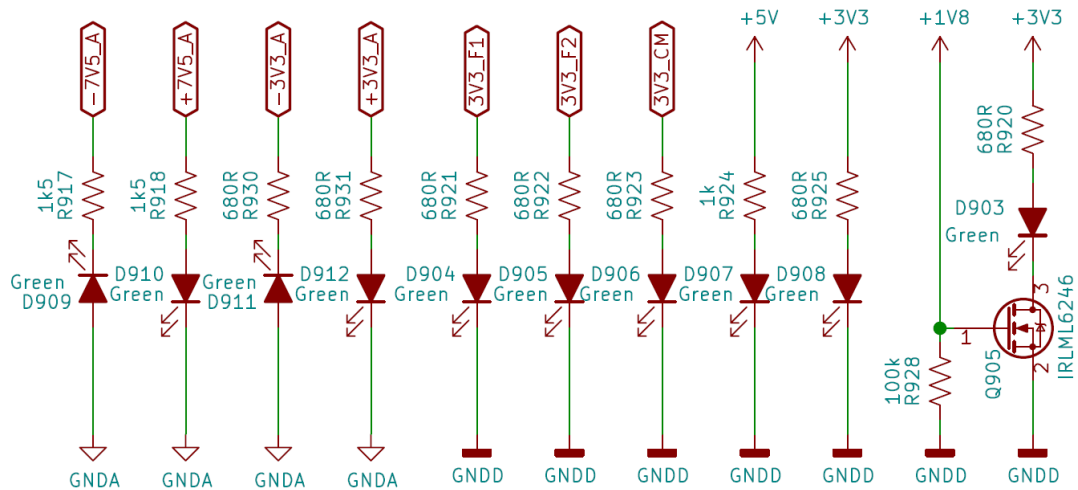 -7V5_A
+7V5_A
-3V3_A
+3V3_A
3V3_F1
3V3_F2
3V3_CM
+5V
+3V3
+1V8
+3V3
1k5
R917
1k5
R918
680R
R930
680R
R931
680R
R921
680R
R922
680R
R923
1k
R924
680R
R925
680R
R920
Green
D909
D910
Green
Green
D911
D912
Green
D904
Green
D905
Green
D906
Green
D907
Green
D908
Green
D903
Green
3
1
2
Q905
IRLML6246
100k
R928
GNDA
GNDA
GNDA
GNDA
GNDD
GNDD
GNDD
GNDD
GNDD
GNDD
GNDD